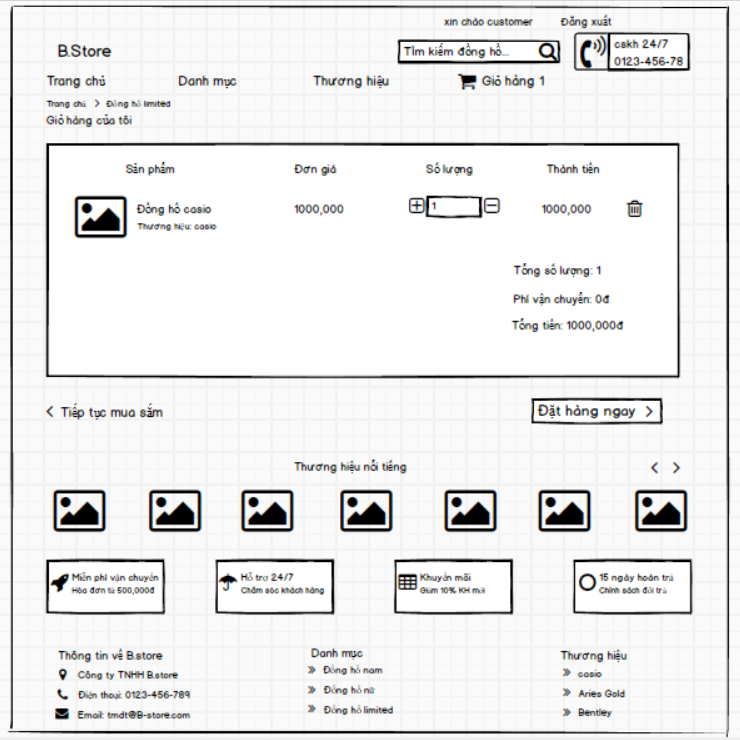 xin chào customer Đăng xuất
B.Store
Tìm kiếm đồng hồ...
cskh 24/7
0123-456-78
Trang chủ Danh mục Thương hiệu Giỏ hàng 1
Trang chủ > Đồng hồ limited
Giỏ hàng của tôi
Sản phẩm Đơn giá Số lượng Thành tiền
Đồng hồ casio 1000,000 1 1000,000
Thương hiệu: casio
Tổng số lượng: 1
Phí vận chuyển: 0đ
Tổng tiền: 1000,000đ
< Tiếp tục mua sắm Đặt hàng ngay >
Thương hiệu nổi tiếng < >
Miễn phí vận chuyển
Hóa đơn từ 500,000đ
Hỗ trợ 24/7
Chăm sóc khách hàng
Khuyến mãi
Giảm 10% KH mới
15 ngày hoàn trả
Chính sách đổi trả
Thông tin về B.store
Công ty TNHH B.store
Điện thoại: 0123-456-789
Email: tmdt@B-store.com
Danh mục
» Đồng hồ nam
» Đồng hồ nữ
» Đồng hồ limited
Thương hiệu
» casio
» Aries Gold
» Bentley